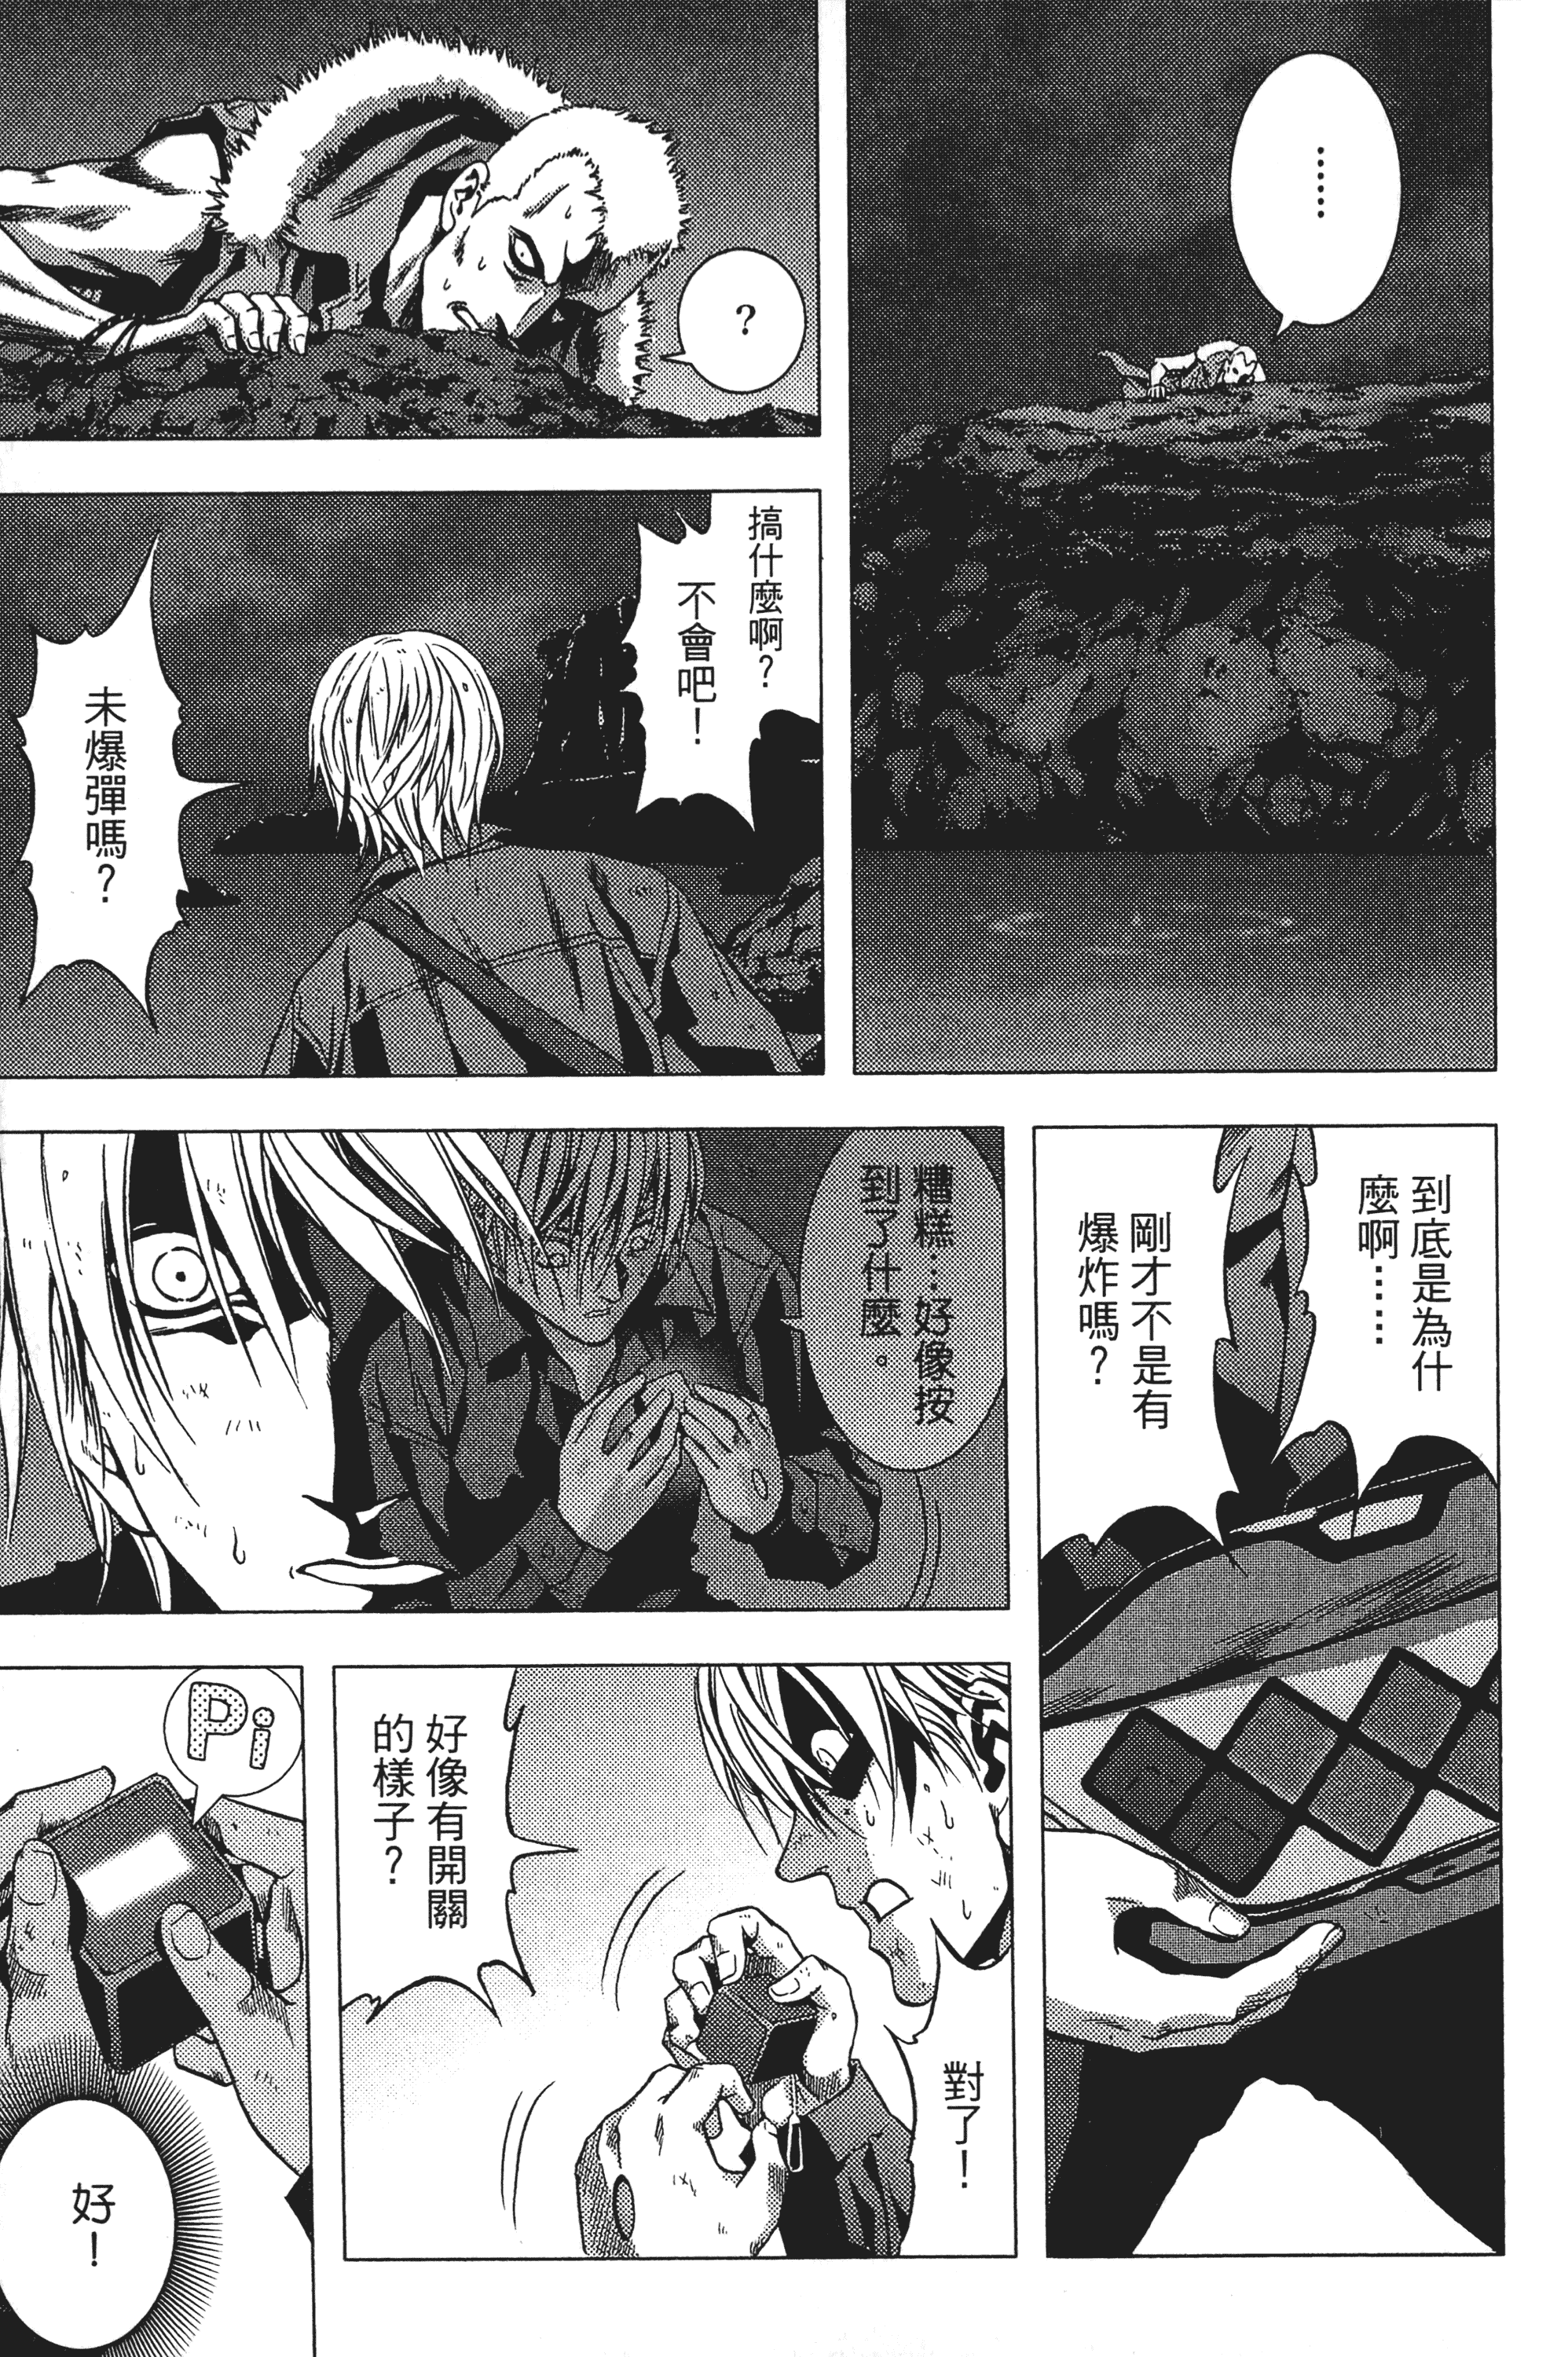 ……
?
搞什麼啊?
不會吧!
未爆彈嗎?
到底是為什
麼啊……
剛才不是有
爆炸嗎?
糟糕…好像按
到了什麼。
對了!
好像有開關
的樣子?
Pi
好!